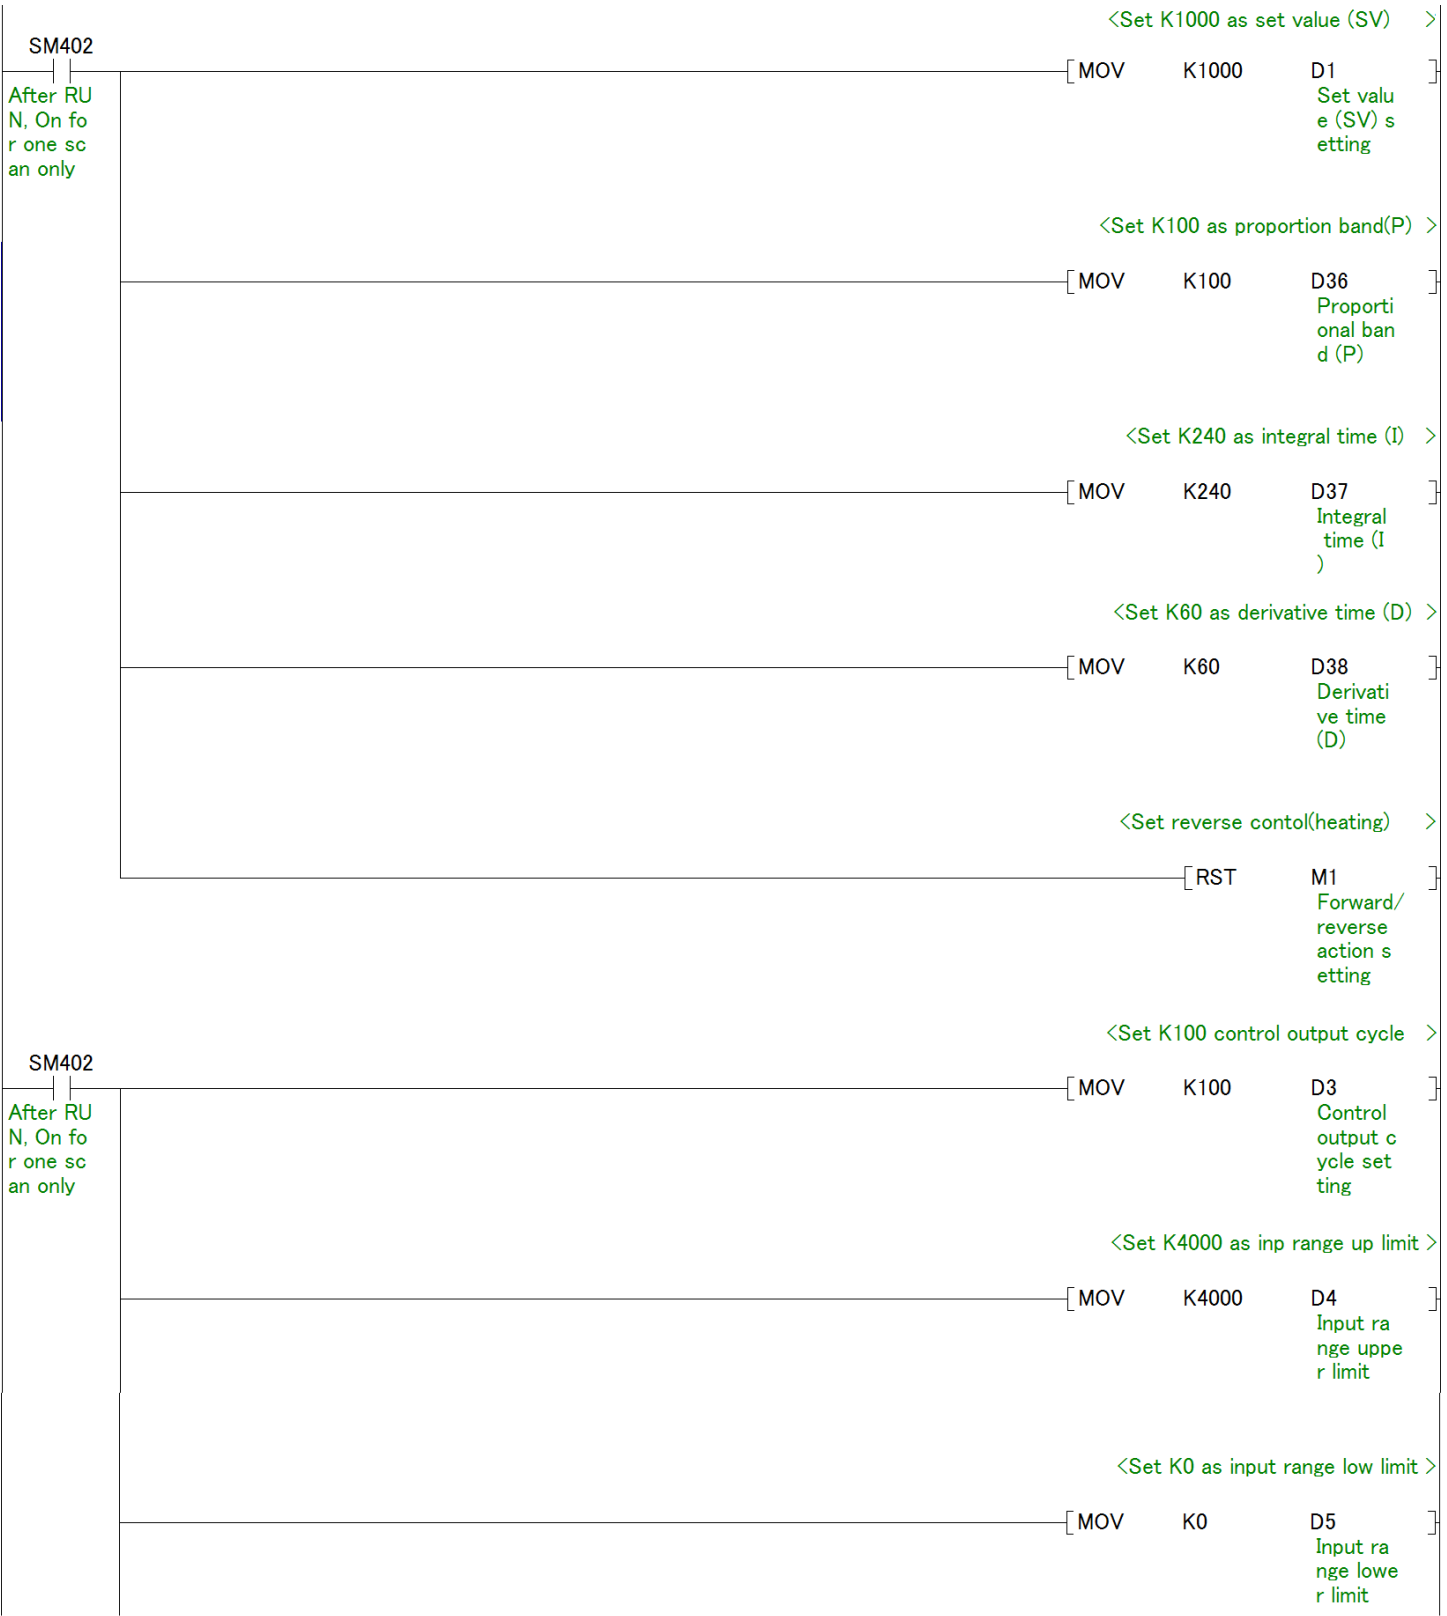 <Set K1000 as set value (SV) >
SM402
[ MOV K1000 D1 ]
After RU
N, On fo
r one sc
an only
Set valu
e (SV) s
etting
<Set K100 as proportion band(P) >
[ MOV K100 D36 ]
Proporti
onal ban
d (P)
<Set K240 as integral time (I) >
[ MOV K240 D37 ]
Integral
time (I
)
<Set K60 as derivative time (D) >
[ MOV K60 D38 ]
Derivati
ve time
(D)
<Set reverse contol(heating) >
[ RST M1 ]
Forward/
reverse
action s
etting
<Set K100 control output cycle >
SM402
[ MOV K100 D3 ]
After RU
N, On fo
r one sc
an only
Control
output c
ycle set
ting
<Set K4000 as inp range up limit >
[ MOV K4000 D4 ]
Input ra
nge uppe
r limit
<Set K0 as input range low limit >
[ MOV K0 D5 ]
Input ra
nge lowe
r limit